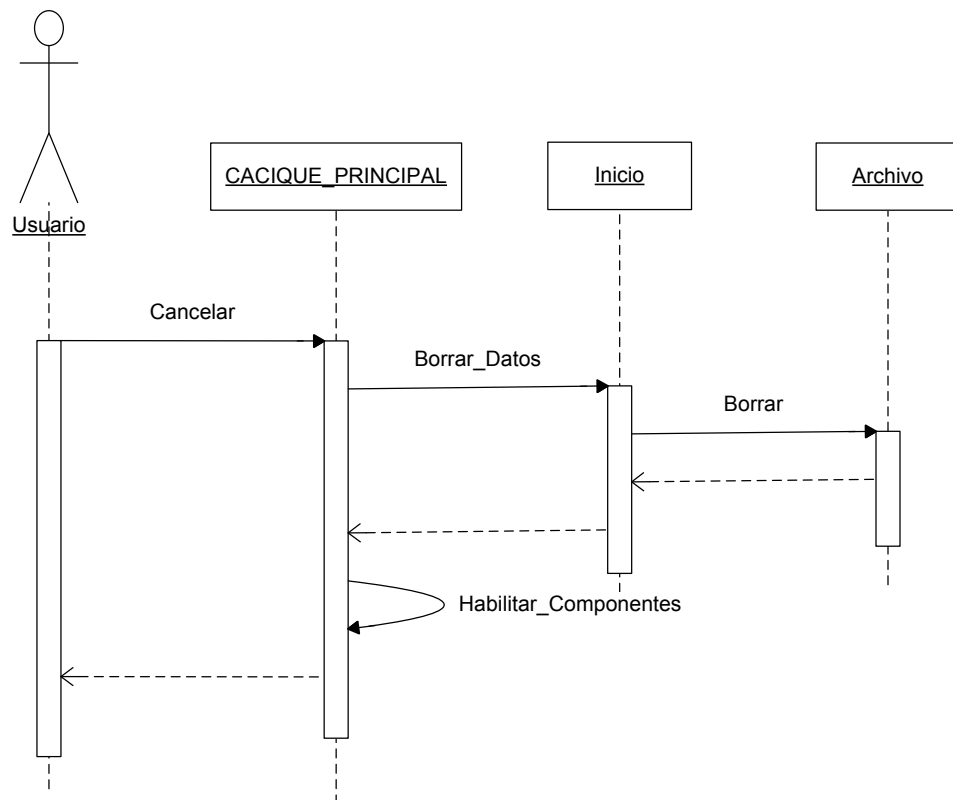 CACIQUE_PRINCIPAL
Inicio
Archivo
Usuario
Cancelar
Borrar_Datos
Borrar
Habilitar_Componentes